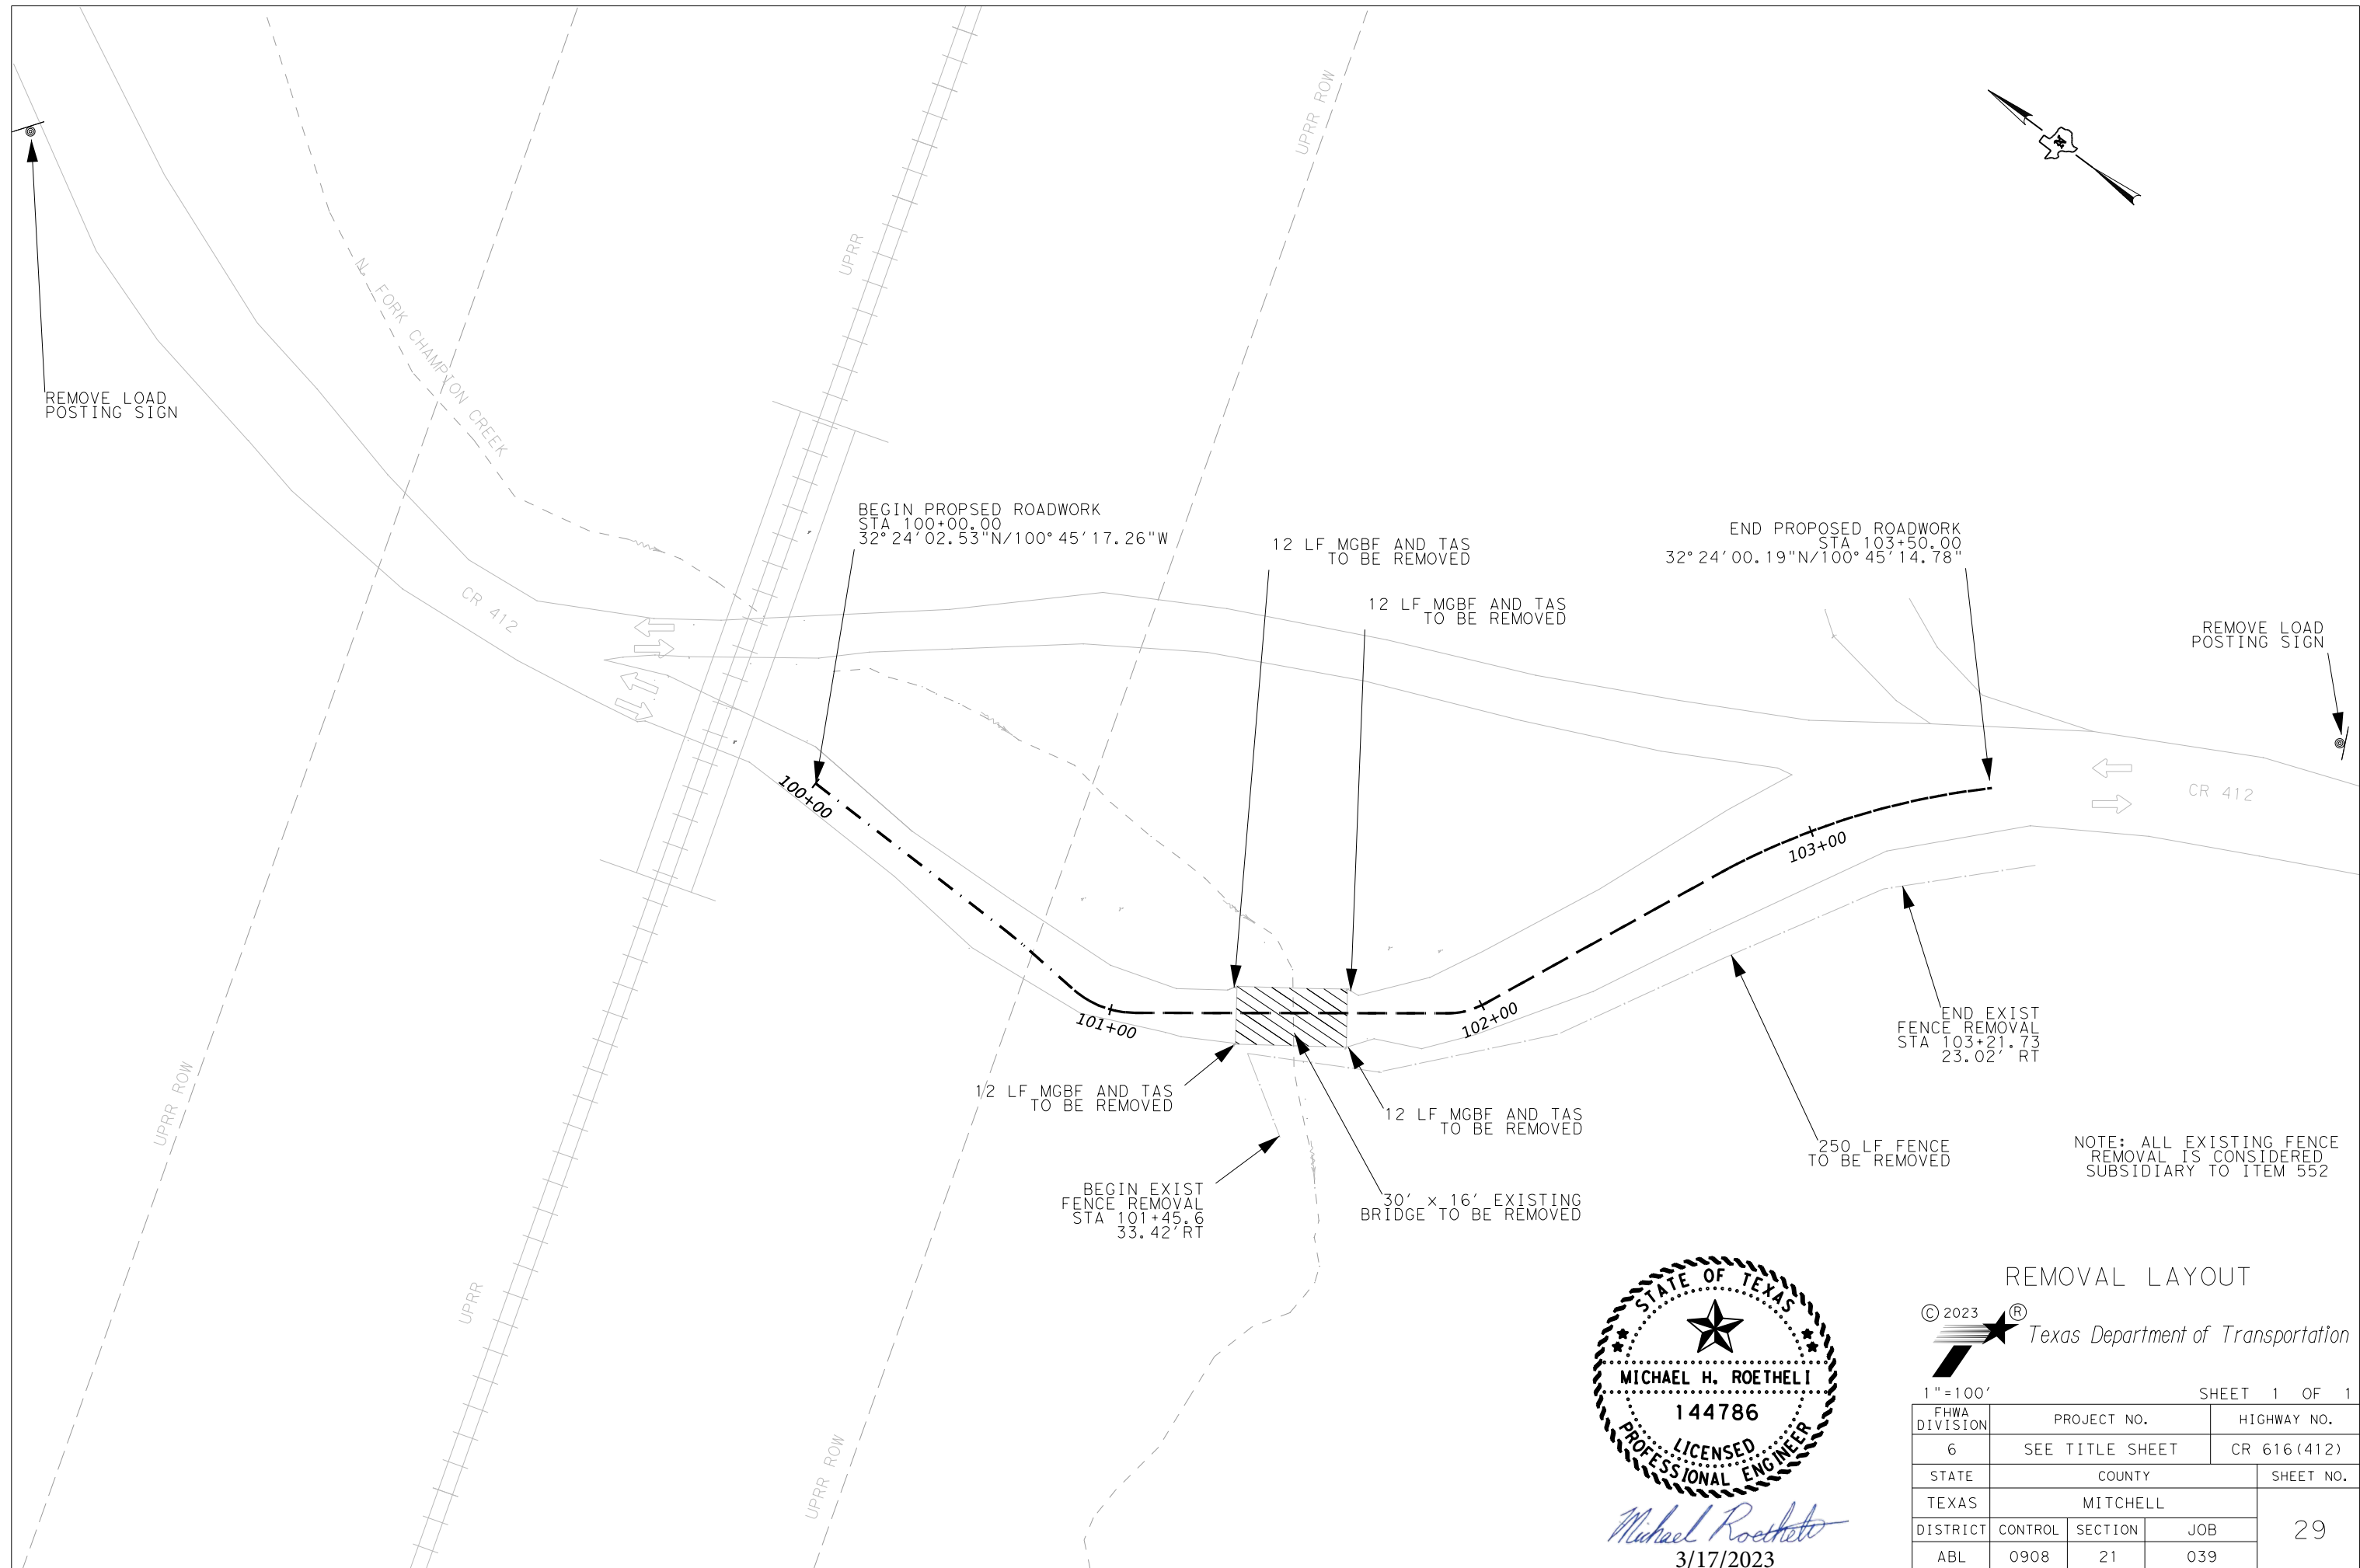 UPRR ROW
UPRR
N. FORK CHAMPION CREEK
REMOVE LOAD
POSTING SIGN
BEGIN PROPSED ROADWORK
STA 100+00.00
32°24'02.53"N/100°45'17.26"W
12 LF MGBF AND TAS
TO BE REMOVED
12 LF MGBF AND TAS
TO BE REMOVED
END PROPOSED ROADWORK
STA 103+50.00
32°24'00.19"N/100°45'14.78"
REMOVE LOAD
POSTING SIGN
CR 412
CR 412
100+00
101+00
102+00
103+00
12 LF MGBF AND TAS
TO BE REMOVED
12 LF MGBF AND TAS
TO BE REMOVED
END EXIST
FENCE REMOVAL
STA 103+21.73
23.02' RT
250 LF FENCE
TO BE REMOVED
NOTE: ALL EXISTING FENCE
REMOVAL IS CONSIDERED
SUBSIDIARY TO ITEM 552
BEGIN EXIST
FENCE REMOVAL
STA 101+45.6
33.42'RT
30' x 16' EXISTING
BRIDGE TO BE REMOVED
UPRR ROW
UPRR
UPRR ROW
STATE OF TEXAS
MICHAEL H. ROETHELI
144786
LICENSED
PROFESSIONAL ENGINEER
Michael Roetheli
3/17/2023
REMOVAL LAYOUT
© 2023 ®
Texas Department of Transportation
1"=100'
SHEET 1 OF 1
FHWA DIVISION PROJECT NO. HIGHWAY NO.
6 SEE TITLE SHEET CR 616(412)
STATE COUNTY SHEET NO.
TEXAS MITCHELL 29
DISTRICT CONTROL SECTION JOB
ABL 0908 21 039